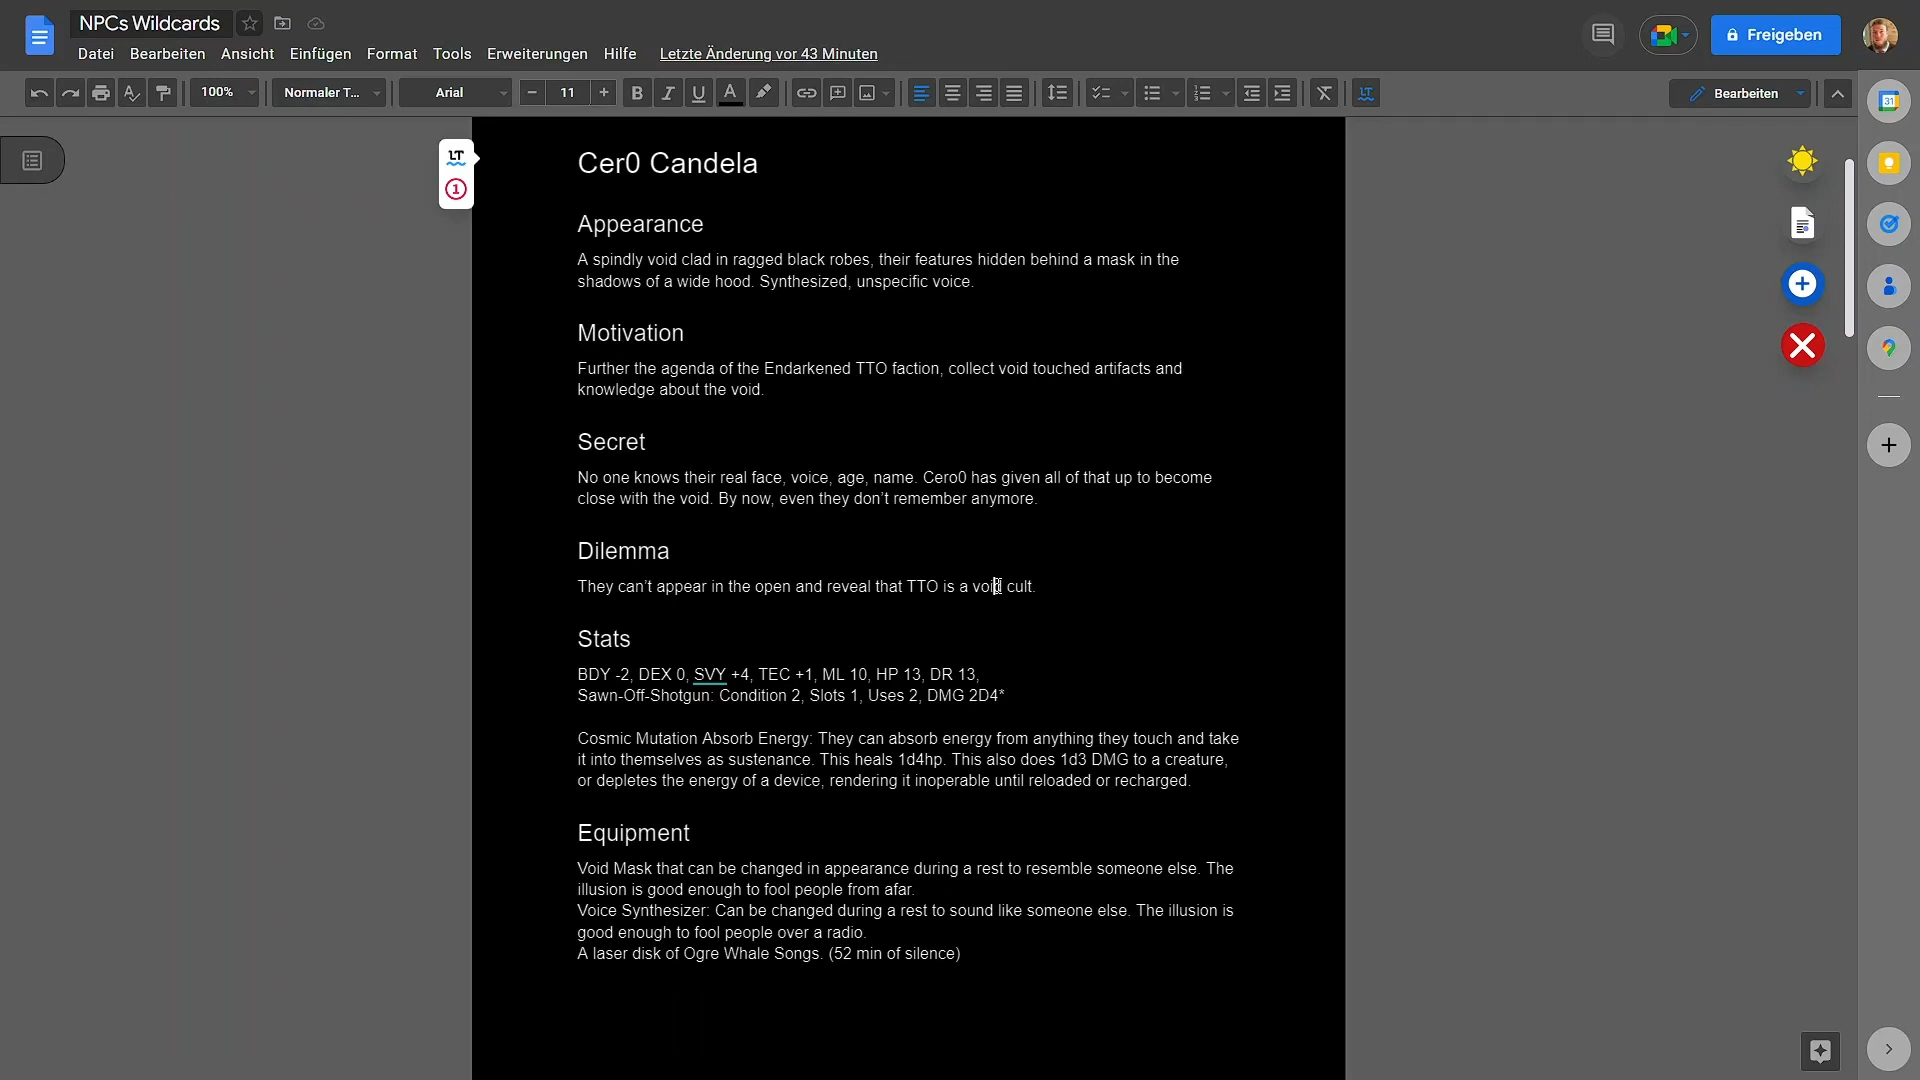 NPCs Wildcards
Datei Bearbeiten Ansicht Einfügen Format Tools Erweiterungen Hilfe Letzte Änderung vor 43 Minuten
Freigeben
100% Normaler T... Arial 11 B I U A LT Bearbeiten
31
LT
1
Cer0 Candela
Appearance
A spindly void clad in ragged black robes, their features hidden behind a mask in the
shadows of a wide hood. Synthesized, unspecific voice.
Motivation
Further the agenda of the Endarkened TTO faction, collect void touched artifacts and
knowledge about the void.
Secret
No one knows their real face, voice, age, name. Cero0 has given all of that up to become
close with the void. By now, even they don't remember anymore.
Dilemma
They can't appear in the open and reveal that TTO is a void cult.
Stats
BDY -2, DEX 0, SVY +4, TEC +1, ML 10, HP 13, DR 13,
Sawn-Off-Shotgun: Condition 2, Slots 1, Uses 2, DMG 2D4*
Cosmic Mutation Absorb Energy: They can absorb energy from anything they touch and take
it into themselves as sustenance. This heals 1d4hp. This also does 1d3 DMG to a creature,
or depletes the energy of a device, rendering it inoperable until reloaded or recharged.
Equipment
Void Mask that can be changed in appearance during a rest to resemble someone else. The
illusion is good enough to fool people from afar.
Voice Synthesizer: Can be changed during a rest to sound like someone else. The illusion is
good enough to fool people over a radio.
A laser disk of Ogre Whale Songs. (52 min of silence)